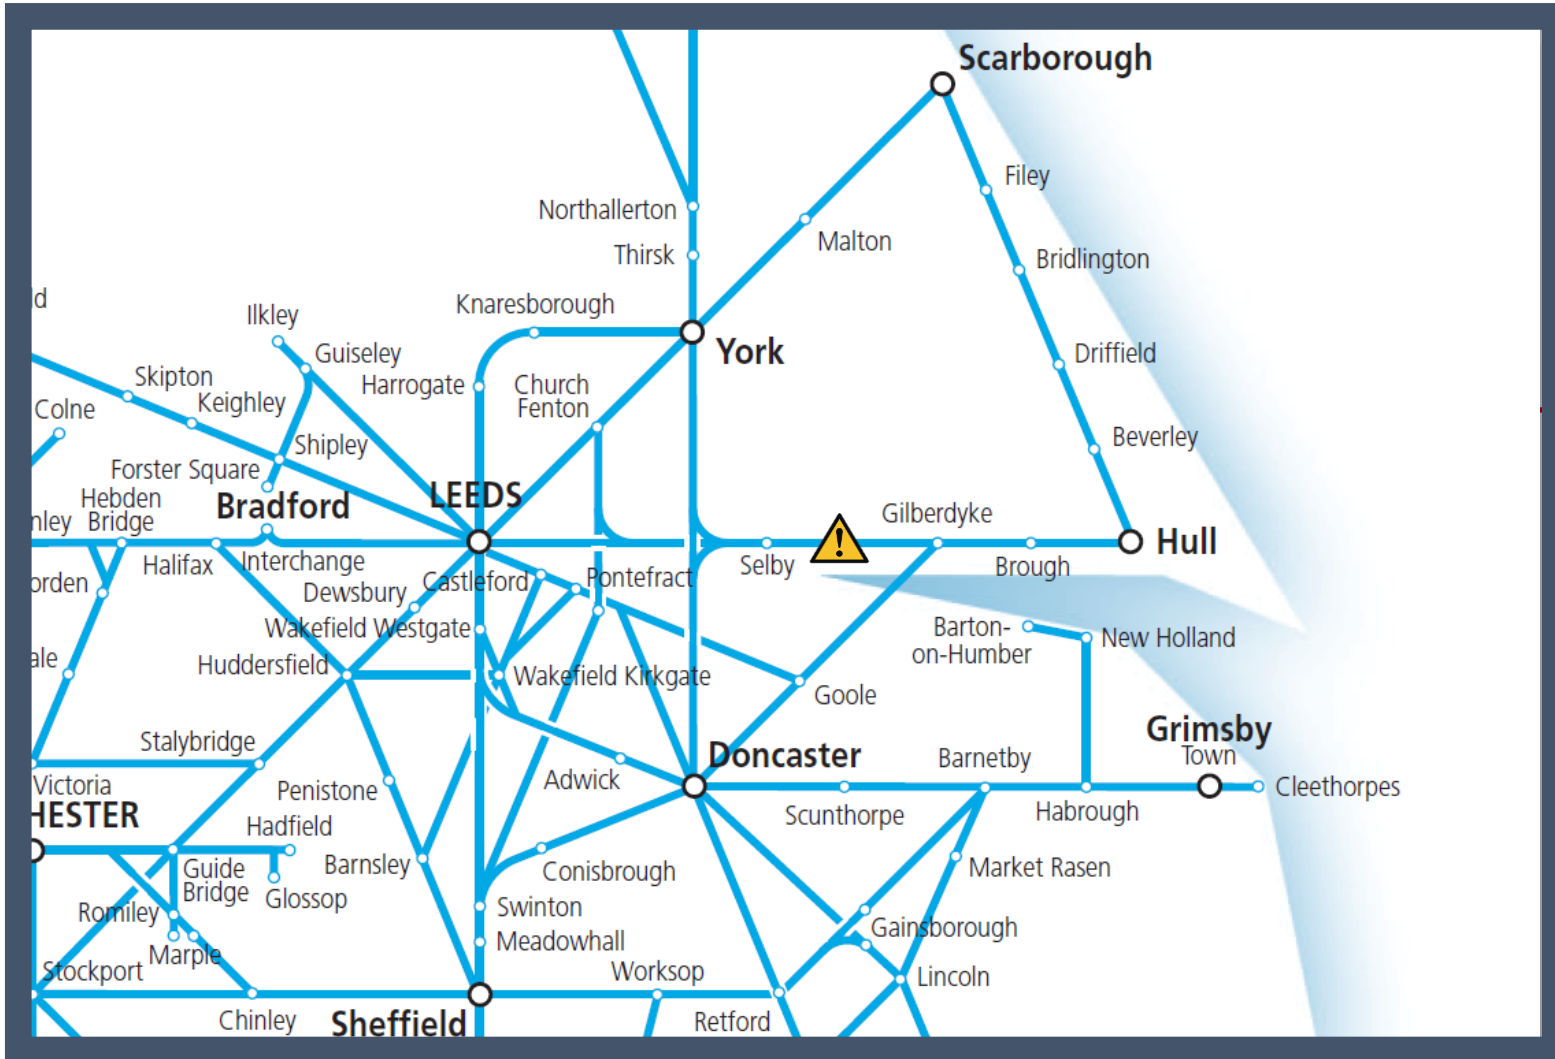 Scarborough
Filey
Northallerton
Malton
Thirsk
Bridlington
ld
Knaresborough
Ilkley
York
Guiseley
Driffield
Skipton
Harrogate
Church
Fenton
Keighley
Colne
Beverley
Shipley
Forster Square
LEEDS
Hebden
Bridge
Bradford
Gilberdyke
nley
Hull
Halifax
Interchange
Selby
Brough
Castleford
Pontefract
orden
Dewsbury
Wakefield Westgate
Barton-
on-Humber
New Holland
ale
Huddersfield
Wakefield Kirkgate
Goole
Grimsby
Town
Stalybridge
Doncaster
Barnetby
Adwick
Victoria
Penistone
Cleethorpes
HESTER
Scunthorpe
Habrough
Hadfield
Barnsley
Guide
Bridge
Conisbrough
Market Rasen
Glossop
Romiley
Swinton
Gainsborough
Meadowhall
Marple
Stockport
Worksop
Lincoln
Chinley
Sheffield
Retford